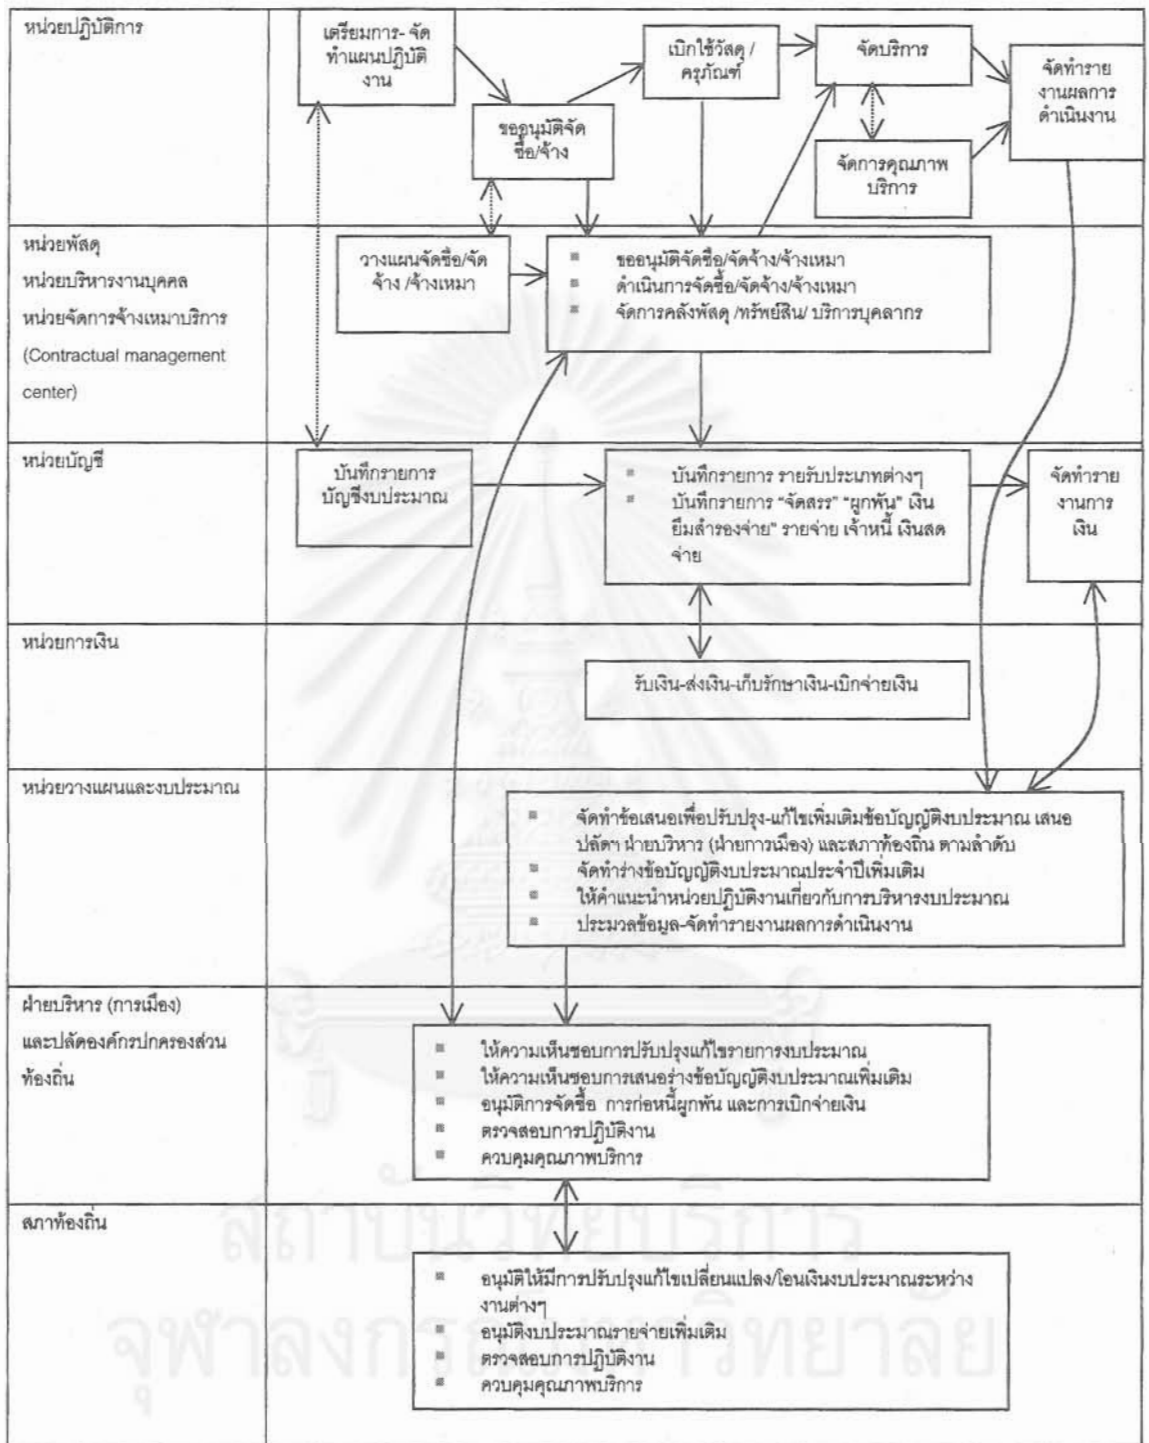 หน่วยปฏิบัติการ
เตรียมการ- จัด
ทำแผนปฏิบัติ
งาน
ขออนุมัติจัด
ซื้อ/จ้าง
เบิกใช้วัสดุ /
ครุภัณฑ์
จัดบริการ
จัดการคุณภาพ
บริการ
จัดทำราย
งานผลการ
ดำเนินงาน
หน่วยพัสดุ
หน่วยบริหารงานบุคคล
หน่วยจัดการจ้างเหมาบริการ
(Contractual management
center)
วางแผนจัดซื้อ/จัด
จ้าง /จ้างเหมา
ขออนุมัติจัดซื้อ/จัดจ้าง/จ้างเหมา
ดำเนินการจัดซื้อ/จัดจ้าง/จ้างเหมา
จัดการคลังพัสดุ /ทรัพย์สิน/ บริการบุคลากร
หน่วยบัญชี
บันทึกรายการ
บัญชีงบประมาณ
บันทึกรายการ รายรับประเภทต่างๆ
บันทึกรายการ "จัดสรร" "ผูกพัน" เงิน
ยืมสำรองจ่าย" รายจ่าย เจ้าหนี้ เงินสด
จ่าย
จัดทำราย
งานการ
เงิน
หน่วยการเงิน
รับเงิน-ส่งเงิน-เก็บรักษาเงิน-เบิกจ่ายเงิน
หน่วยวางแผนและงบประมาณ
จัดทำข้อเสนอเพื่อปรับปรุง-แก้ไขเพิ่มเติมข้อบัญญัติงบประมาณ เสนอ
ปลัดฯ ฝ่ายบริหาร (ฝ่ายการเมือง) และสภาท้องถิ่น ตามลำดับ
จัดทำร่างข้อบัญญัติงบประมาณประจำปีเพิ่มเติม
ให้คำแนะนำหน่วยปฏิบัติงานเกี่ยวกับการบริหารงบประมาณ
ประมวลข้อมูล-จัดทำรายงานผลการดำเนินงาน
ฝ่ายบริหาร (การเมือง)
และปลัดองค์กรปกครองส่วน
ท้องถิ่น
ให้ความเห็นชอบการปรับปรุงแก้ไขรายการงบประมาณ
ให้ความเห็นชอบการเสนอร่างข้อบัญญัติงบประมาณเพิ่มเติม
อนุมัติการจัดซื้อ การก่อหนี้ผูกพัน และการเบิกจ่ายเงิน
ตรวจสอบการปฏิบัติงาน
ควบคุมคุณภาพบริการ
สภาท้องถิ่น
อนุมัติให้มีการปรับปรุงแก้ไขเปลี่ยนแปลง/โอนเงินงบประมาณระหว่าง
งานต่างๆ
อนุมัติงบประมาณรายจ่ายเพิ่มเติม
ตรวจสอบการปฏิบัติงาน
ควบคุมคุณภาพบริการ
สถาบันวิทยบริการ
จุฬาลงกรณ์มหาวิทยาลัย